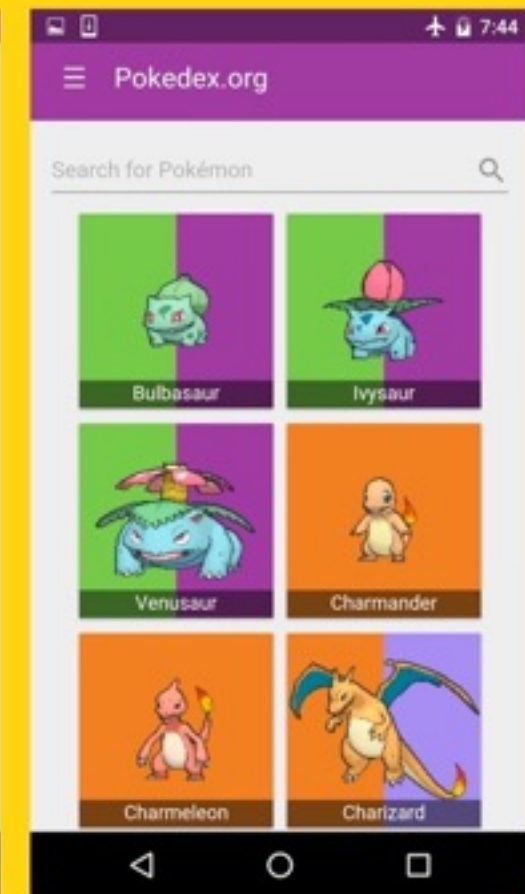 7:44
Pokedex.org
Search for Pokémon
Bulbasaur
Ivysaur
Venusaur
Charmander
Charmeleon
Charizard